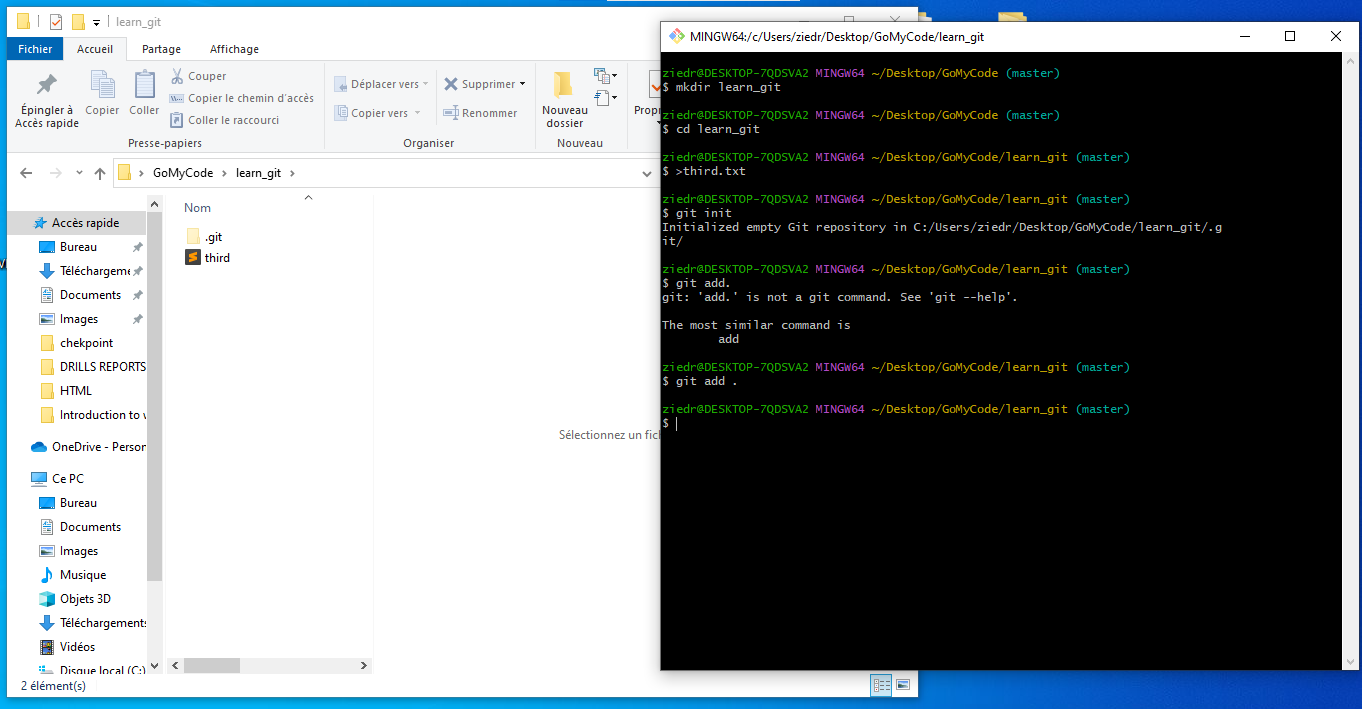 learn_git
Fichier Accueil Partage Affichage
Épingler à
Accès rapide
Copier
Coller
Couper
Copier le chemin d'accès
Coller le raccourci
Presse-papiers
Déplacer vers
Copier vers
Supprimer
Renommer
Organiser
Nouveau
dossier
Nouveau
Propr
GoMyCode learn_git
Accès rapide
Bureau
Téléchargeme
Documents
Images
chekpoint
DRILLS REPORTS
HTML
Introduction to v
OneDrive - Person
Ce PC
Bureau
Documents
Images
Musique
Objets 3D
Téléchargements
Vidéos
Disque local (C:)
Nom
.git
third
Sélectionnez un fich
2 élément(s)
MINGW64:/c/Users/ziedr/Desktop/GoMyCode/learn_git
ziedr@DESKTOP-7QDSVA2 MINGW64 ~/Desktop/GoMyCode (master)
$ mkdir learn_git
ziedr@DESKTOP-7QDSVA2 MINGW64 ~/Desktop/GoMyCode (master)
$ cd learn_git
ziedr@DESKTOP-7QDSVA2 MINGW64 ~/Desktop/GoMyCode/learn_git (master)
$ >third.txt
ziedr@DESKTOP-7QDSVA2 MINGW64 ~/Desktop/GoMyCode/learn_git (master)
$ git init
Initialized empty Git repository in C:/Users/ziedr/Desktop/GoMyCode/learn_git/.g
it/
ziedr@DESKTOP-7QDSVA2 MINGW64 ~/Desktop/GoMyCode/learn_git (master)
$ git add.
git: 'add.' is not a git command. See 'git --help'.
The most similar command is
add
ziedr@DESKTOP-7QDSVA2 MINGW64 ~/Desktop/GoMyCode/learn_git (master)
$ git add .
ziedr@DESKTOP-7QDSVA2 MINGW64 ~/Desktop/GoMyCode/learn_git (master)
$